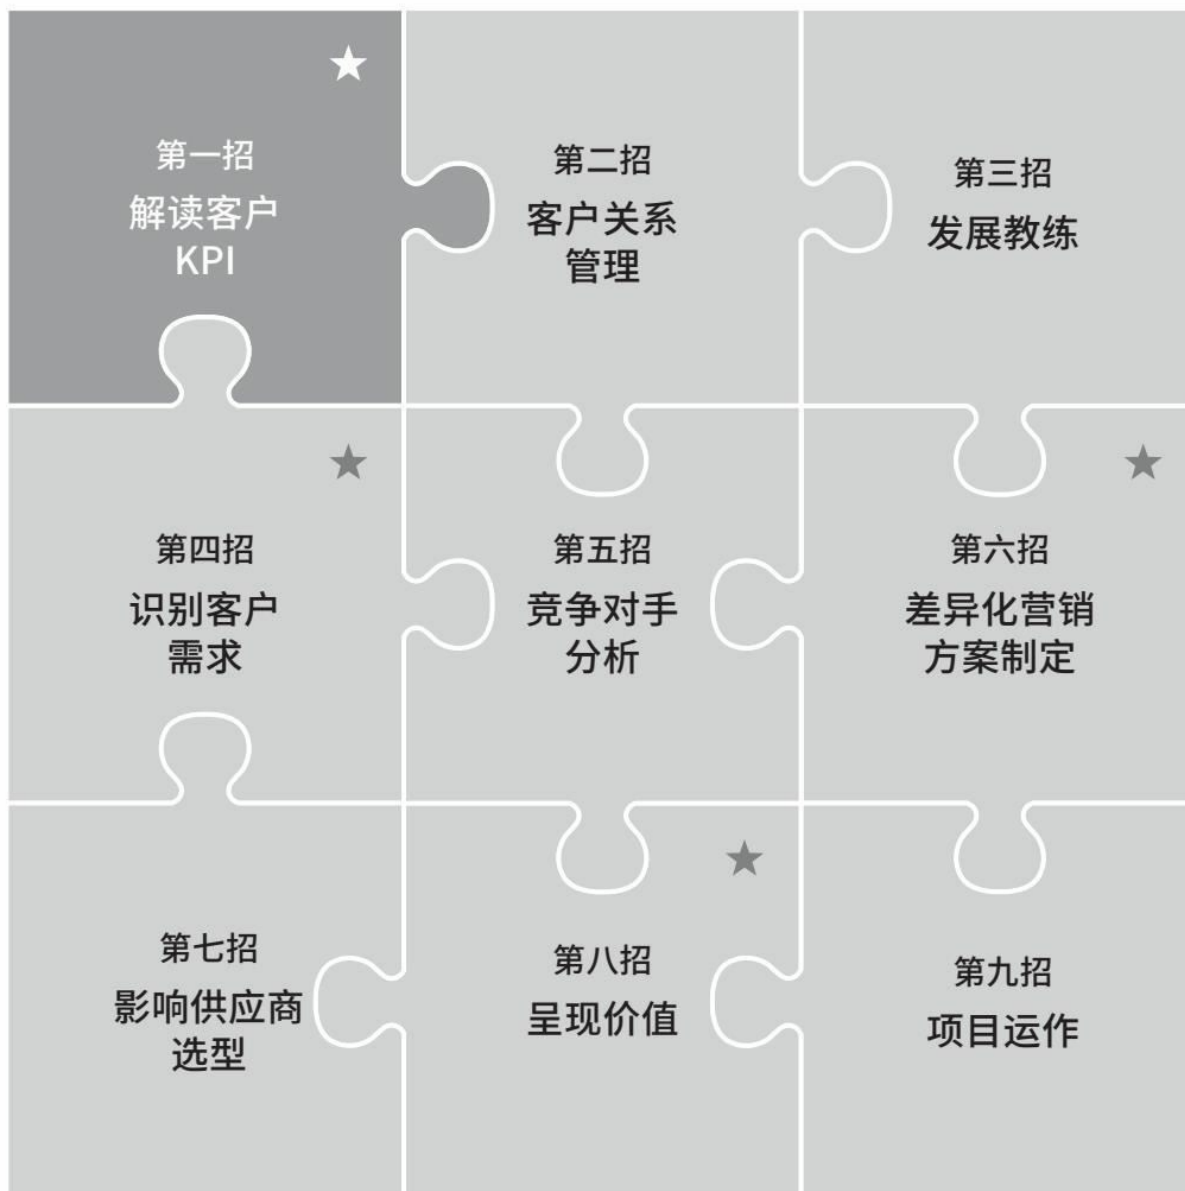 第一招
解读客户
KPI
第二招
客户关系
管理
第三招
发展教练
第四招
识别客户
需求
第五招
竞争对手
分析
第六招
差异化营销
方案制定
第七招
影响供应商
选型
第八招
呈现价值
第九招
项目运作